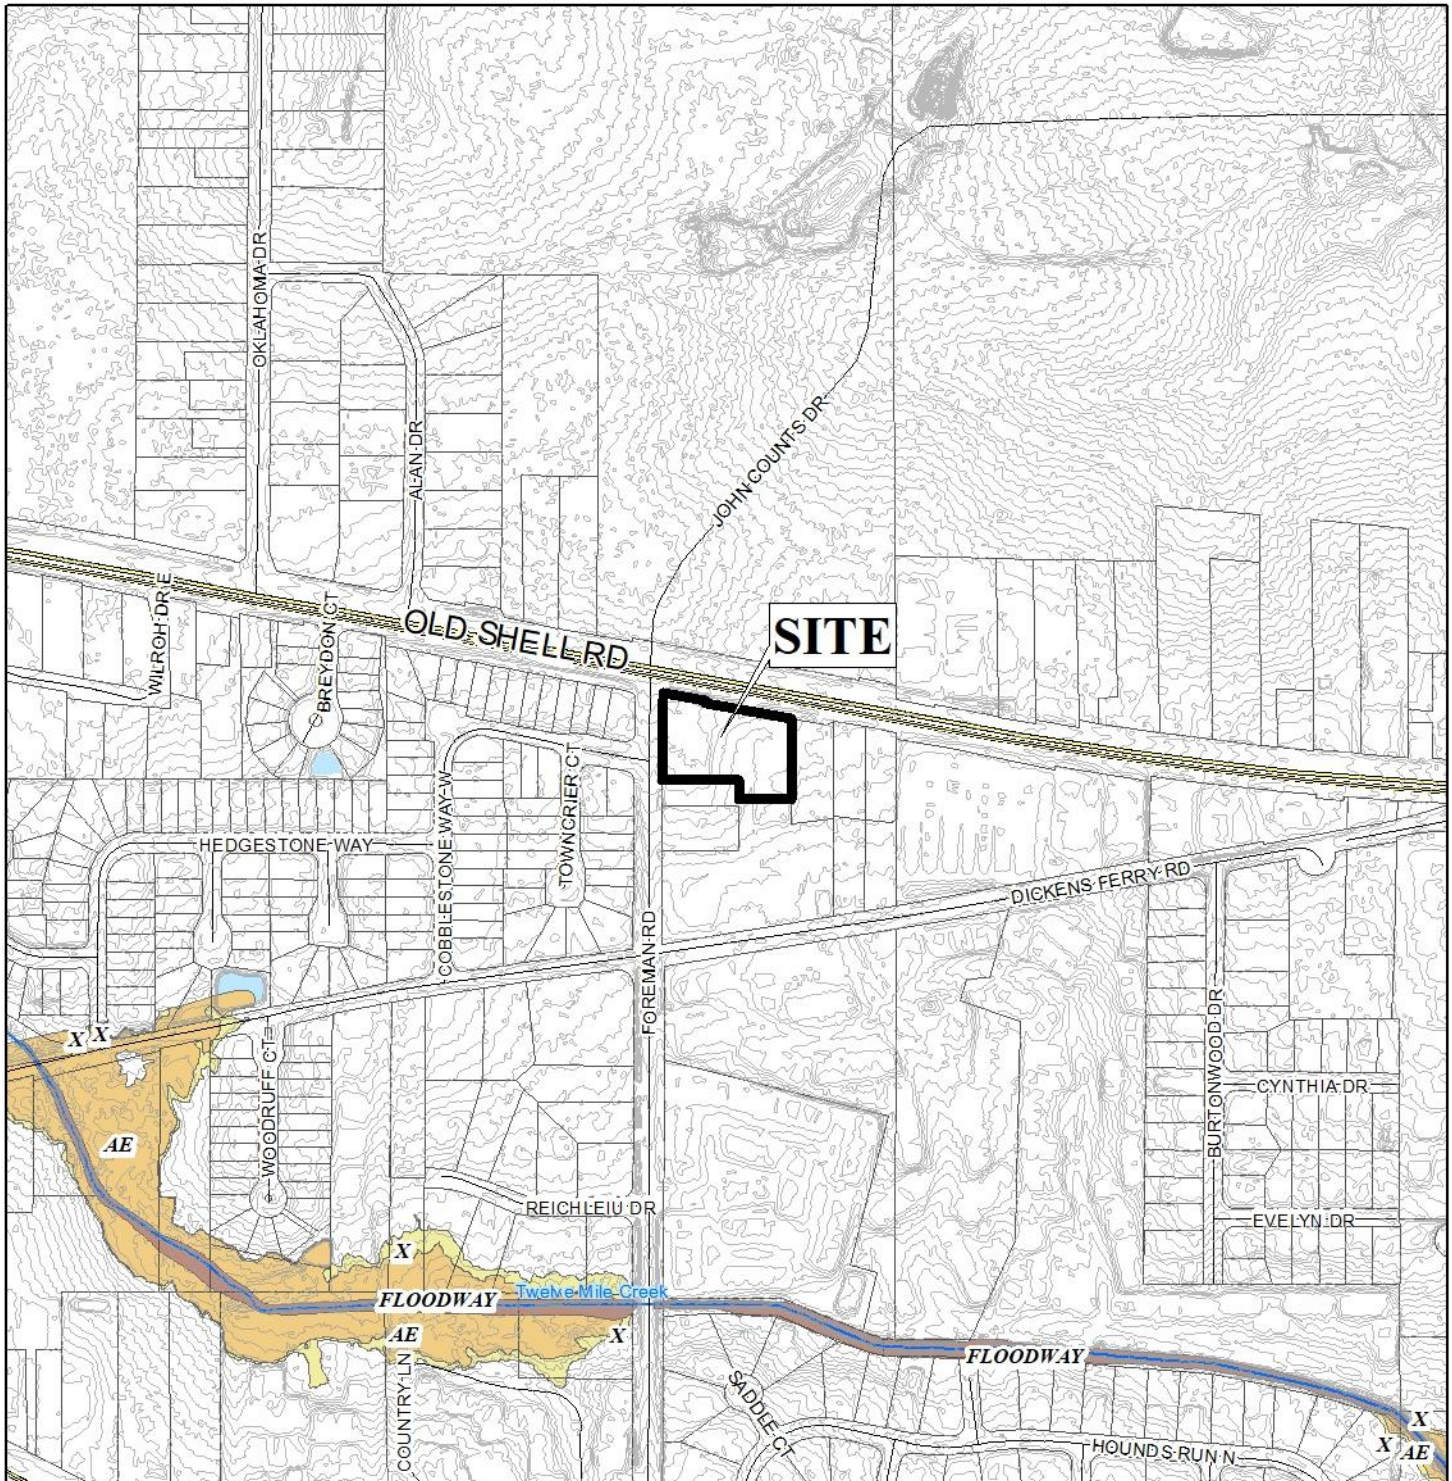 OKLAHOMA DR
ALAN DR
JOHN COUNTS DR
WILROH DR E
BREYDON CT
OLD SHELL RD
SITE
COBBLESTONE WAY W
TOWNCRIER CT
HEDGESTONE WAY
DICKENS FERRY RD
FOREMAN RD
X
X
WOODRUFF CT
BURTONWOOD DR
CYNTHIA DR
AE
REICHLEIU DR
EVELYN DR
X
Twelve Mile Creek
FLOODWAY
AE
X
FLOODWAY
COUNTRY LN
SADDLE CT
HOUNDS RUN N
X
X
AE